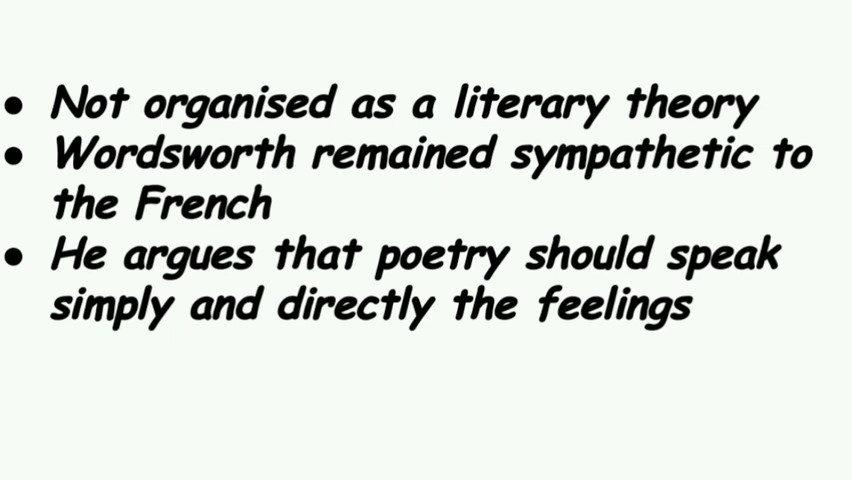 ● Not organised as a literary theory
● Wordsworth remained sympathetic to
the French
● He argues that poetry should speak
simply and directly the feelings